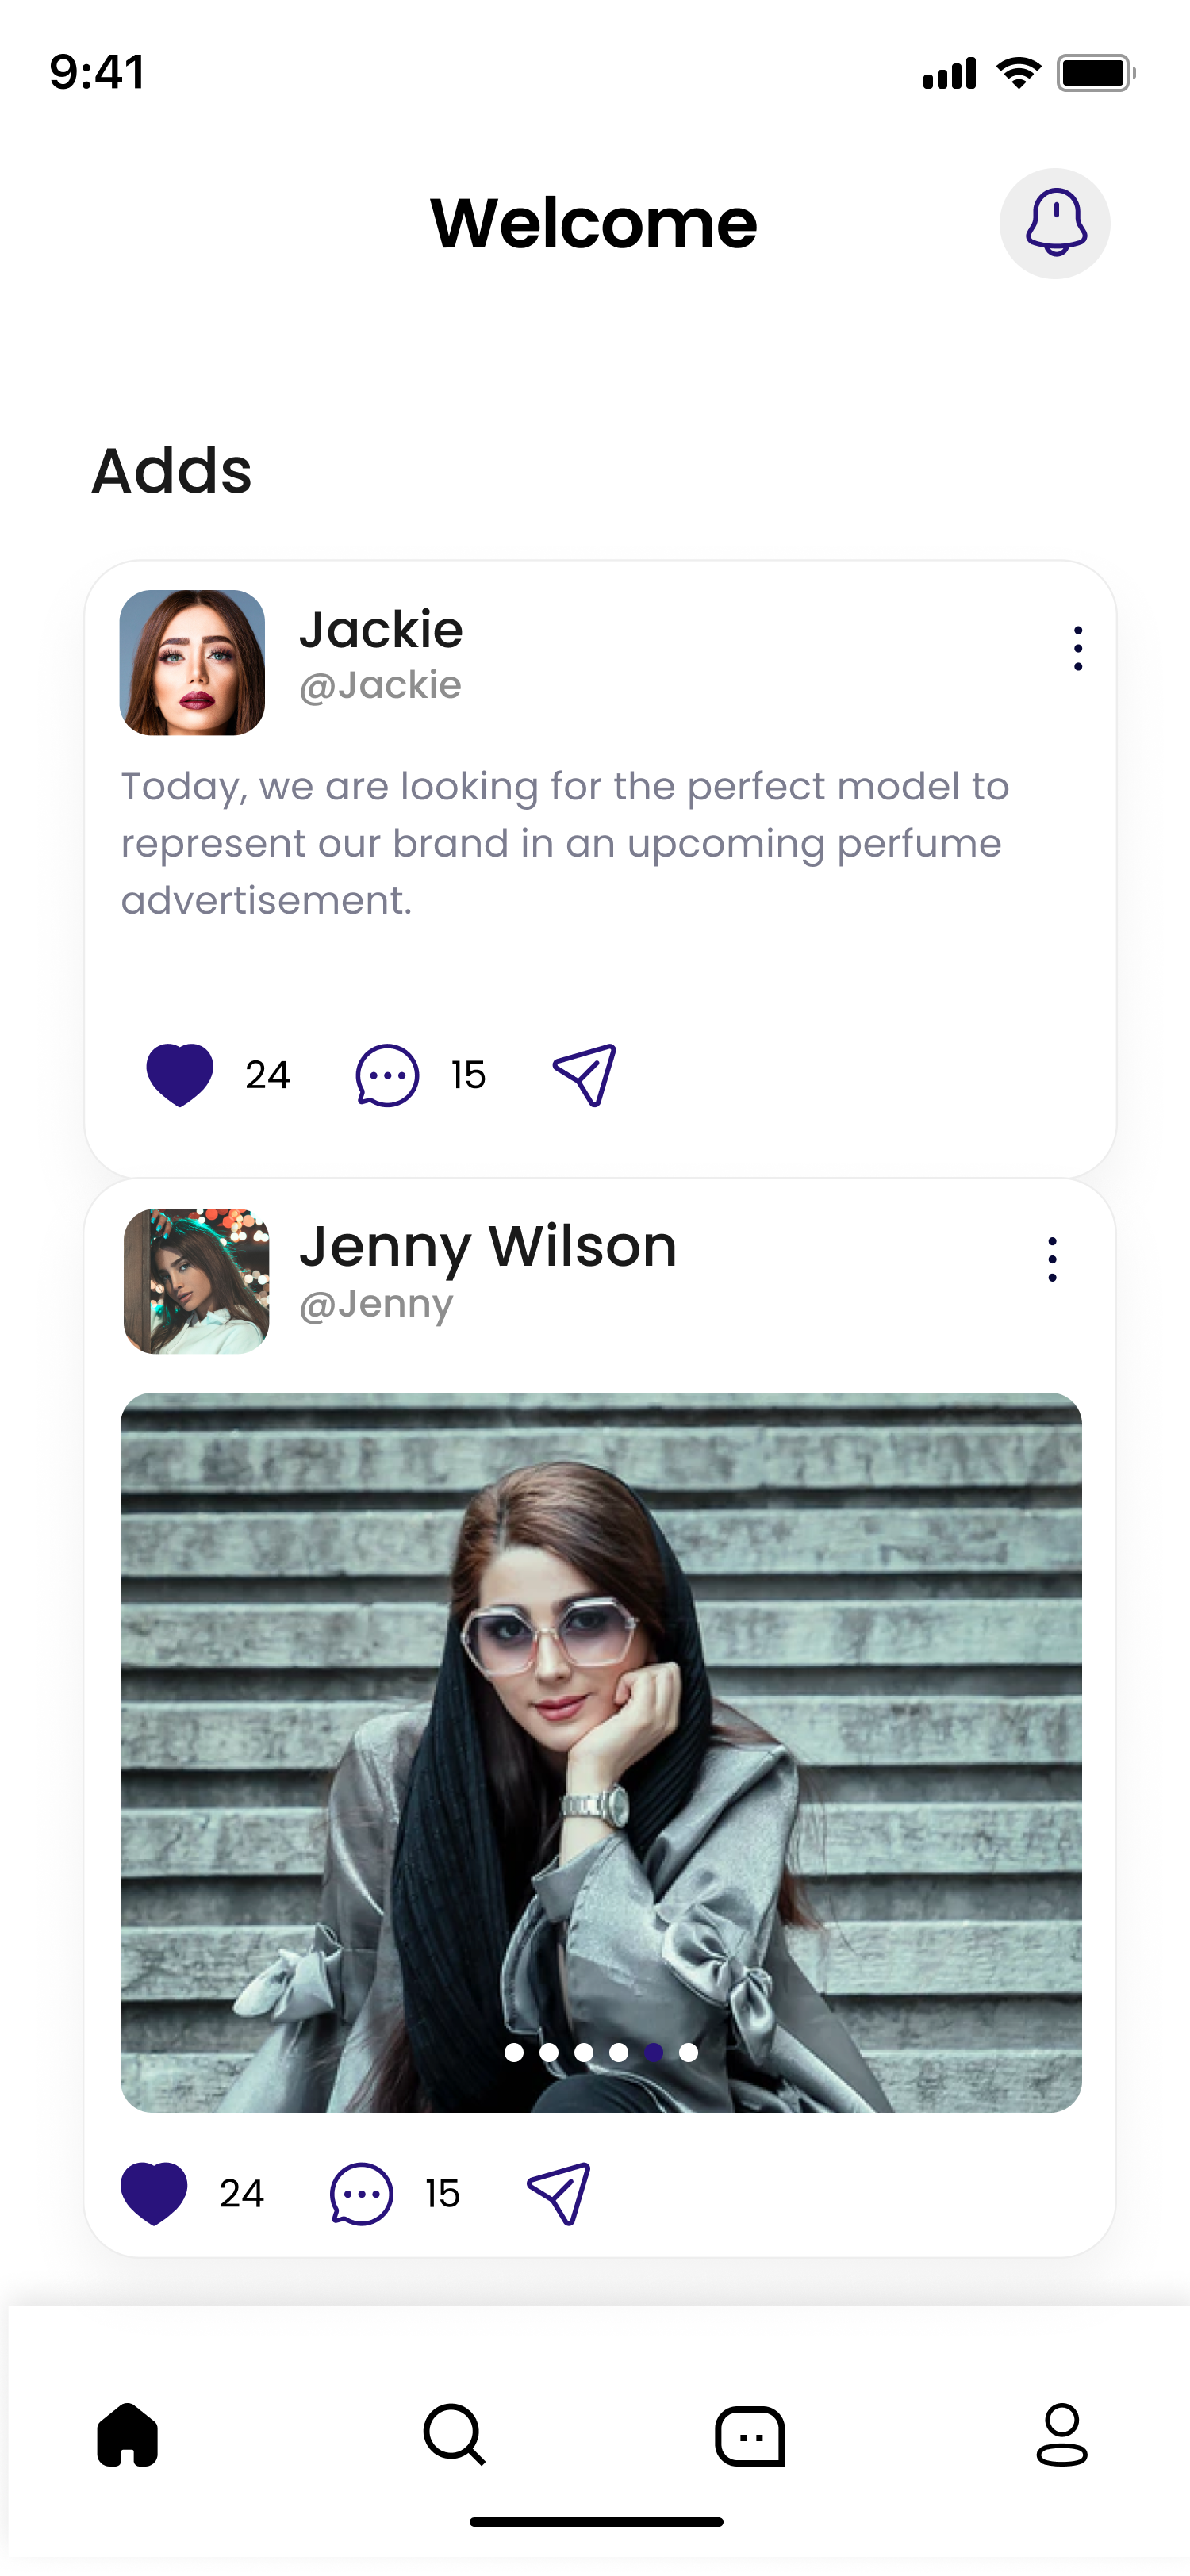 9:41
Welcome
Adds
Jackie
@Jackie
Today, we are looking for the perfect model to
represent our brand in an upcoming perfume
advertisement.
24 15
Jenny Wilson
@Jenny
24 15